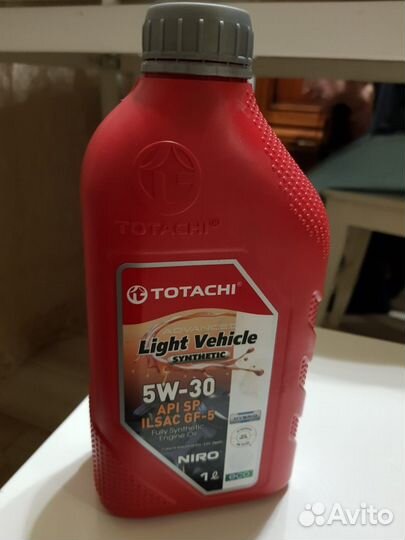 TOTACHI®
TOTACHI®
ADVANCED
Light Vehicle
SYNTHETIC
5W-30
API SP
ILSAC GF-5
Fully Synthetic
Engine Oil
NIRO
1ℓ
eco
Avito